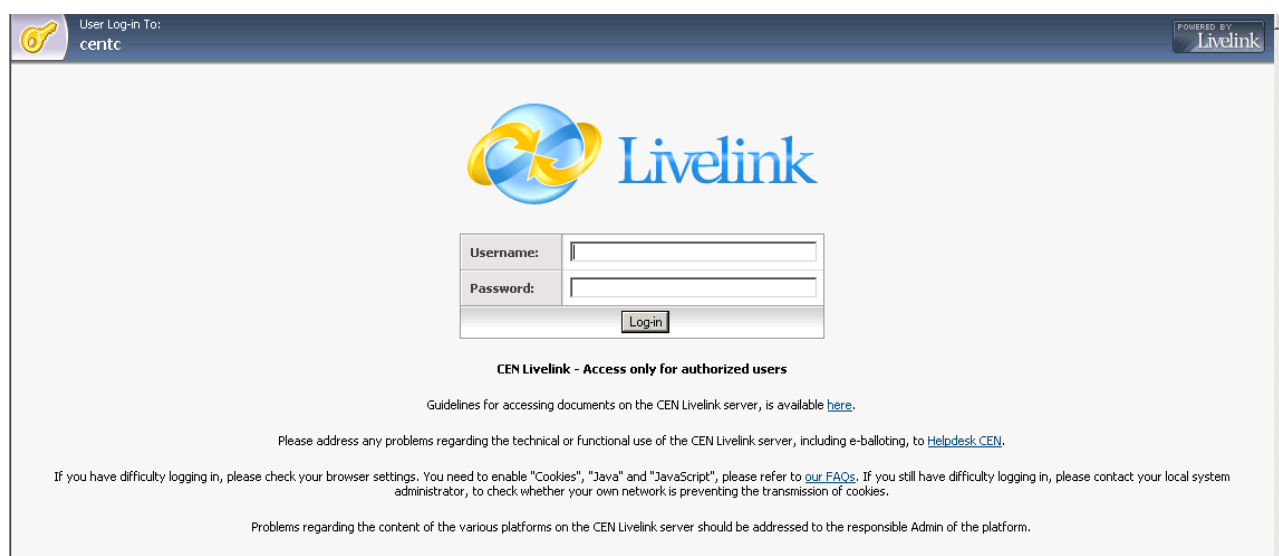 User Log-in To:
centc
POWERED BY
Livelink
Livelink
Username:
Password:
Log-in
CEN Livelink - Access only for authorized users
Guidelines for accessing documents on the CEN Livelink server, is available here.
Please address any problems regarding the technical or functional use of the CEN Livelink server, including e-balloting, to Helpdesk CEN.
If you have difficulty logging in, please check your browser settings. You need to enable "Cookies", "Java" and "JavaScript", please refer to our FAQs. If you still have difficulty logging in, please contact your local system
administrator, to check whether your own network is preventing the transmission of cookies.
Problems regarding the content of the various platforms on the CEN Livelink server should be addressed to the responsible Admin of the platform.